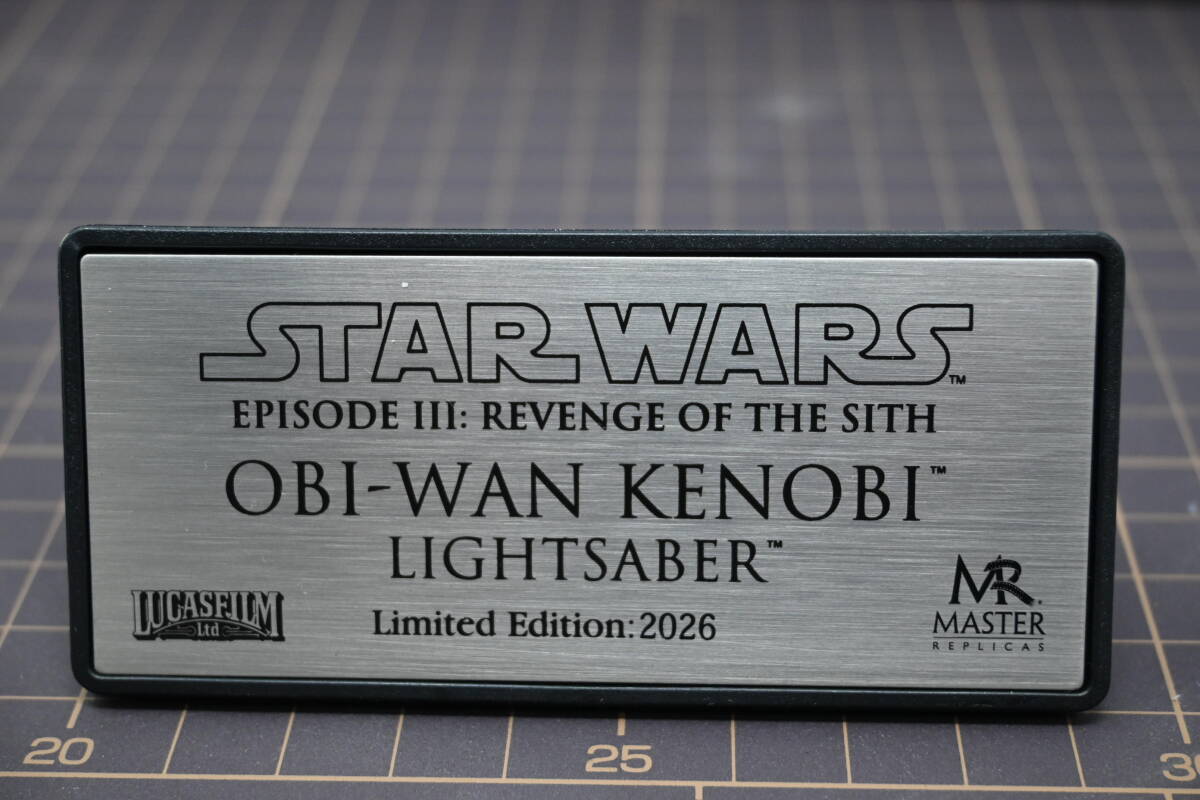 STAR WARS™
EPISODE III: REVENGE OF THE SITH
OBI-WAN KENOBI™
LIGHTSABER™
Limited Edition:2026
LUCASFILM
Ltd
MR®
MASTER
REPLICAS
20
25